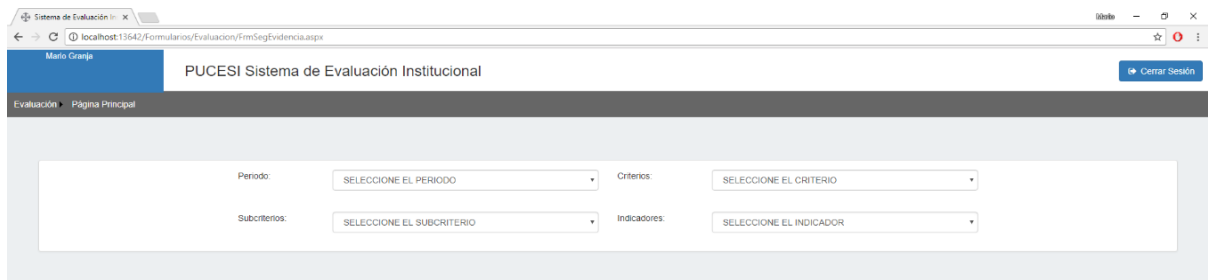 Sistema de Evaluación In
localhost:13642/Formularios/Evaluacion/FrmSegEvidencia.aspx
Mario Granja
PUCESI Sistema de Evaluación Institucional
Cerrar Sesión
Evaluación Página Principal
Periodo: SELECCIONE EL PERIODO Criterios: SELECCIONE EL CRITERIO
Subcriterios: SELECCIONE EL SUBCRITERIO Indicadores: SELECCIONE EL INDICADOR